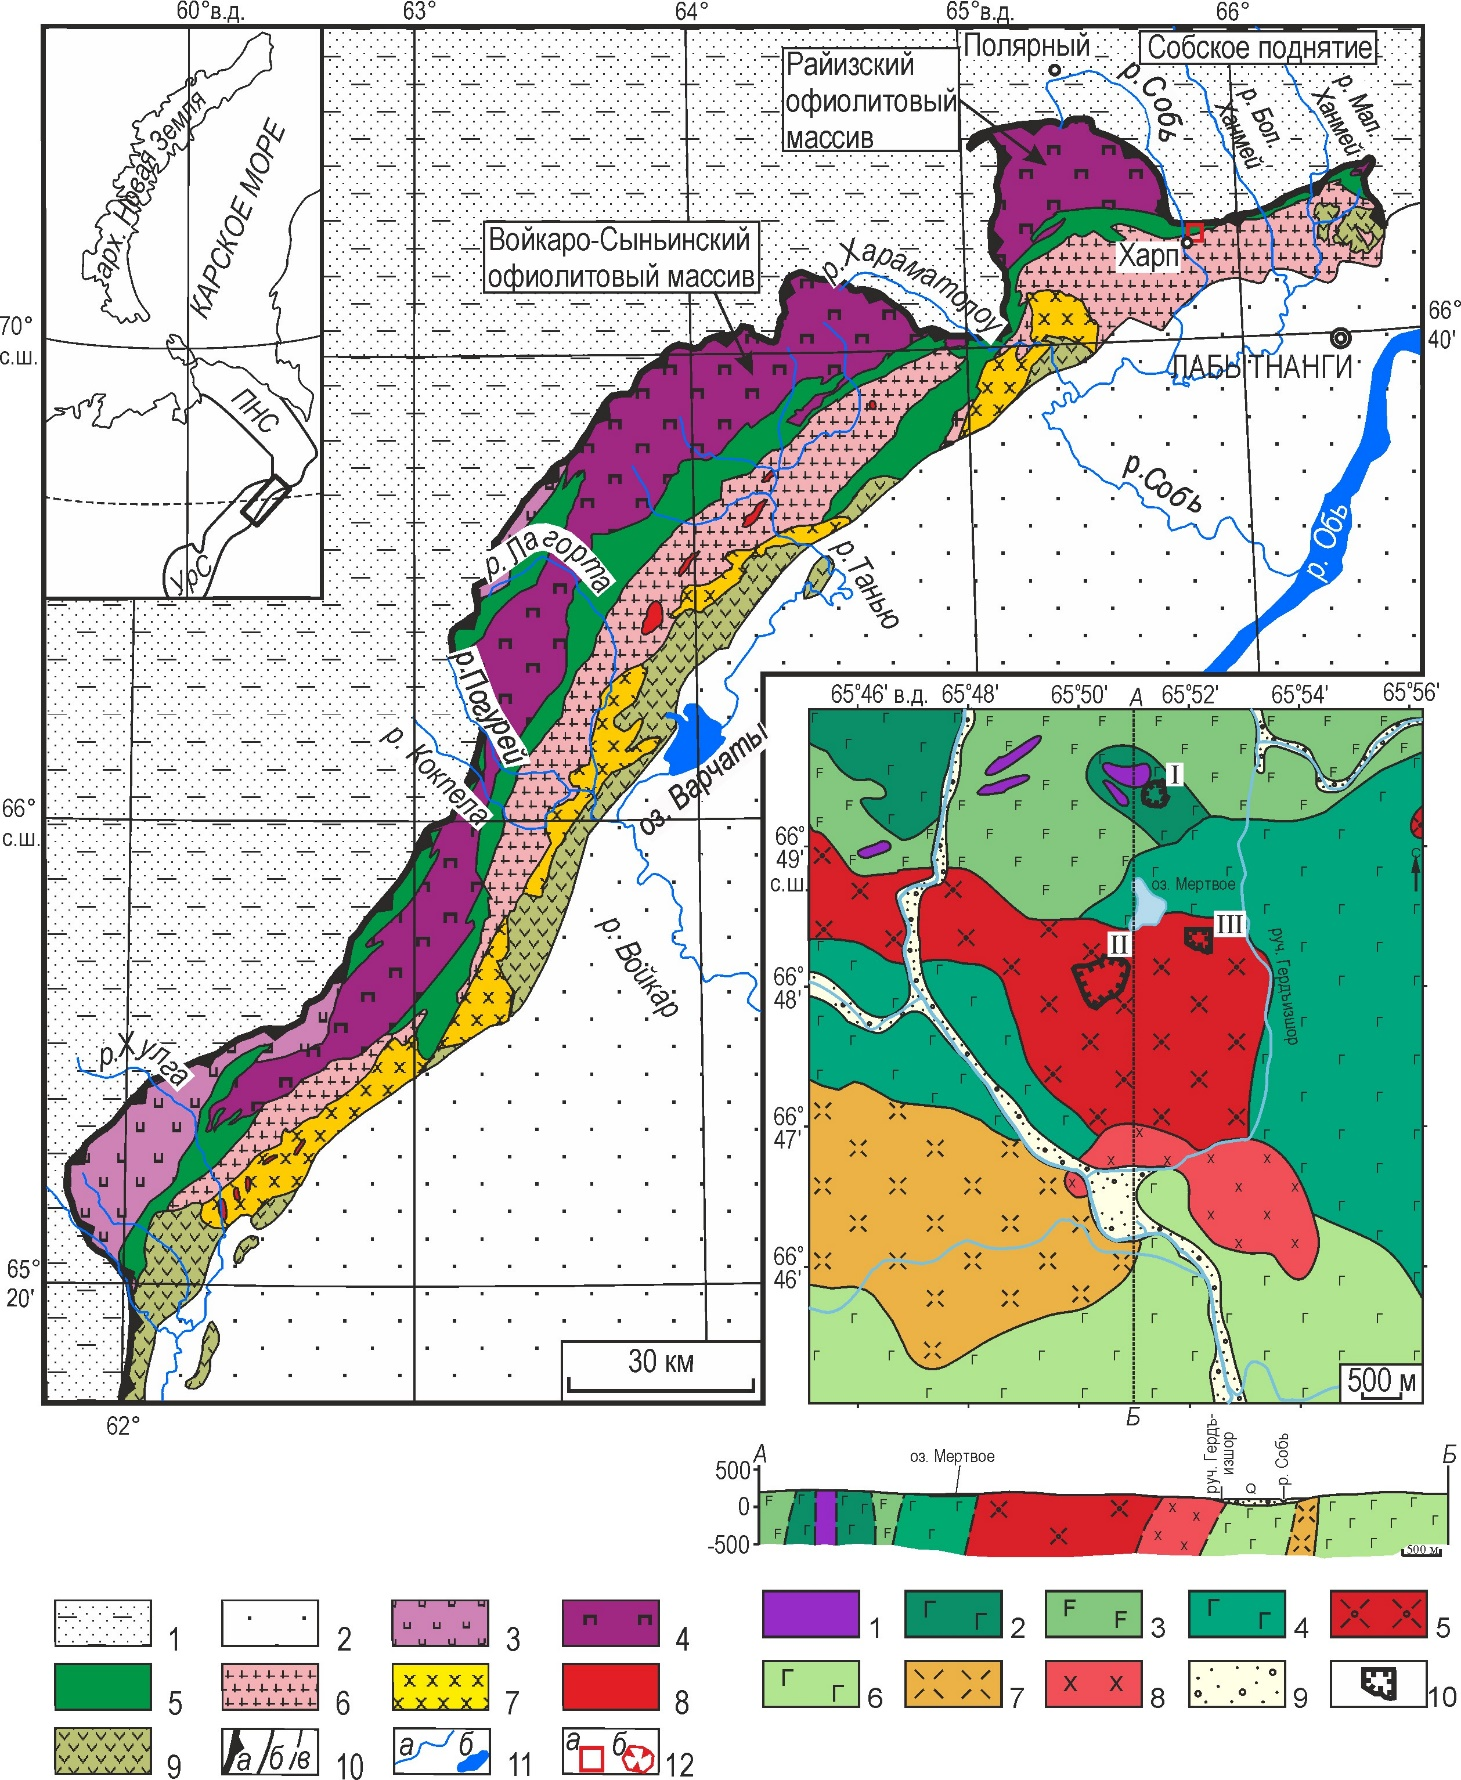 60°в.д.
63°
64°
65°в.д.
66°
арх. Новая Земля
КАРСКОЕ МОРЕ
ПНС
УрС
70°
с.ш.
66°
с.ш.
65°
20'
62°
66°
40'
Полярный
Собское поднятие
Райизский
офиолитовый
массив
р. Собь
р. Бол.
Ханмей
р. Мал.
Ханмей
Войкаро-Сыньинский
офиолитовый массив
р. Хараматолоу
Харп
ЛАБЫТНАНГИ
р. Собь
р. Обь
р. Лагорта
р. Танью
р. Погурей
р. Кокпела
оз. Варчаты
р. Войкар
р. Хулга
30 км
65°46' в.д.
65°48'
65°50'
А
65°52'
65°54'
65°56'
66°
49'
с.ш.
66°
48'
66°
47'
66°
46'
I
оз. Мертвое
С
II
III
руч. Гердъизшор
500 м
Б
А
500
0
-500
оз. Мертвое
руч. Гердъ-
изшор
р. Собь
Q
Б
500 м
1
2
3
4
5
6
7
8
9
а
б
в
10
а
б
11
а
б
12
1
2
3
4
5
6
7
8
9
10